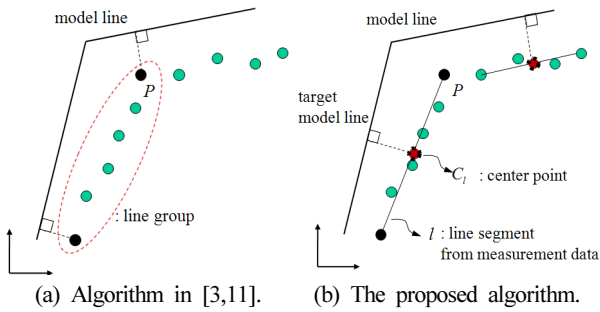 model line
P
: line group
(a) Algorithm in [3,11].
model line
target
model line
P
C_l : center point
l : line segment
from measurement data
(b) The proposed algorithm.